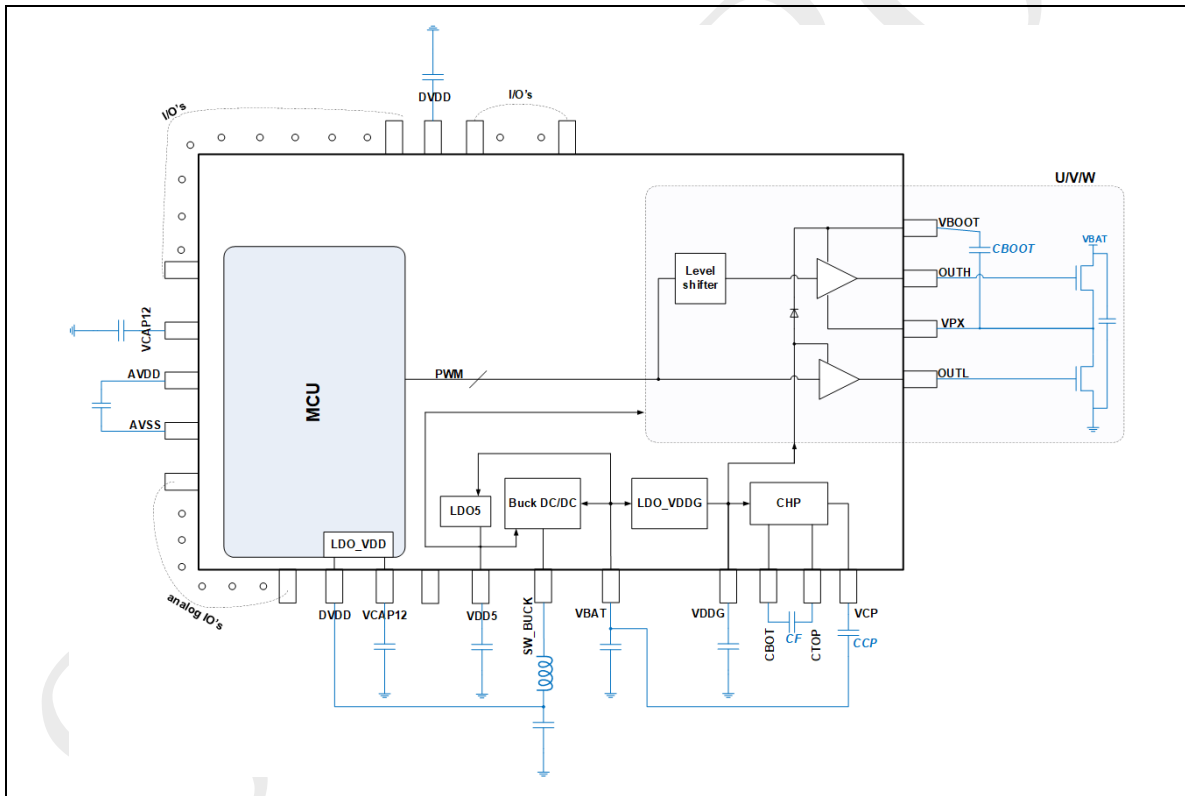 DVDD
I/O's
I/O's
U/V/W
VBOOT
CBOOT
VBAT
Level
shifter
OUTH
VCAP12
VPX
AVDD
PWM
OUTL
MCU
AVSS
Buck DC/DC
LDO_VDDG
CHP
LDO5
LDO_VDD
analog IO's
DVDD
VCAP12
VDD5
SW_BUCK
VBAT
VDDG
CBOT
CF
CTOP
VCP
CCP